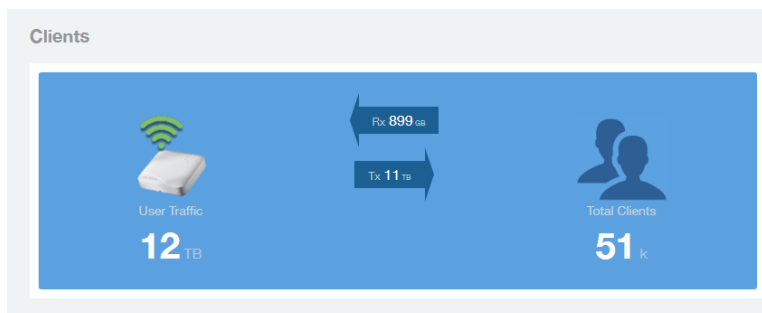 Clients
Rx 899 GB
Tx 11 TB
User Traffic
12 TB
Total Clients
51 k